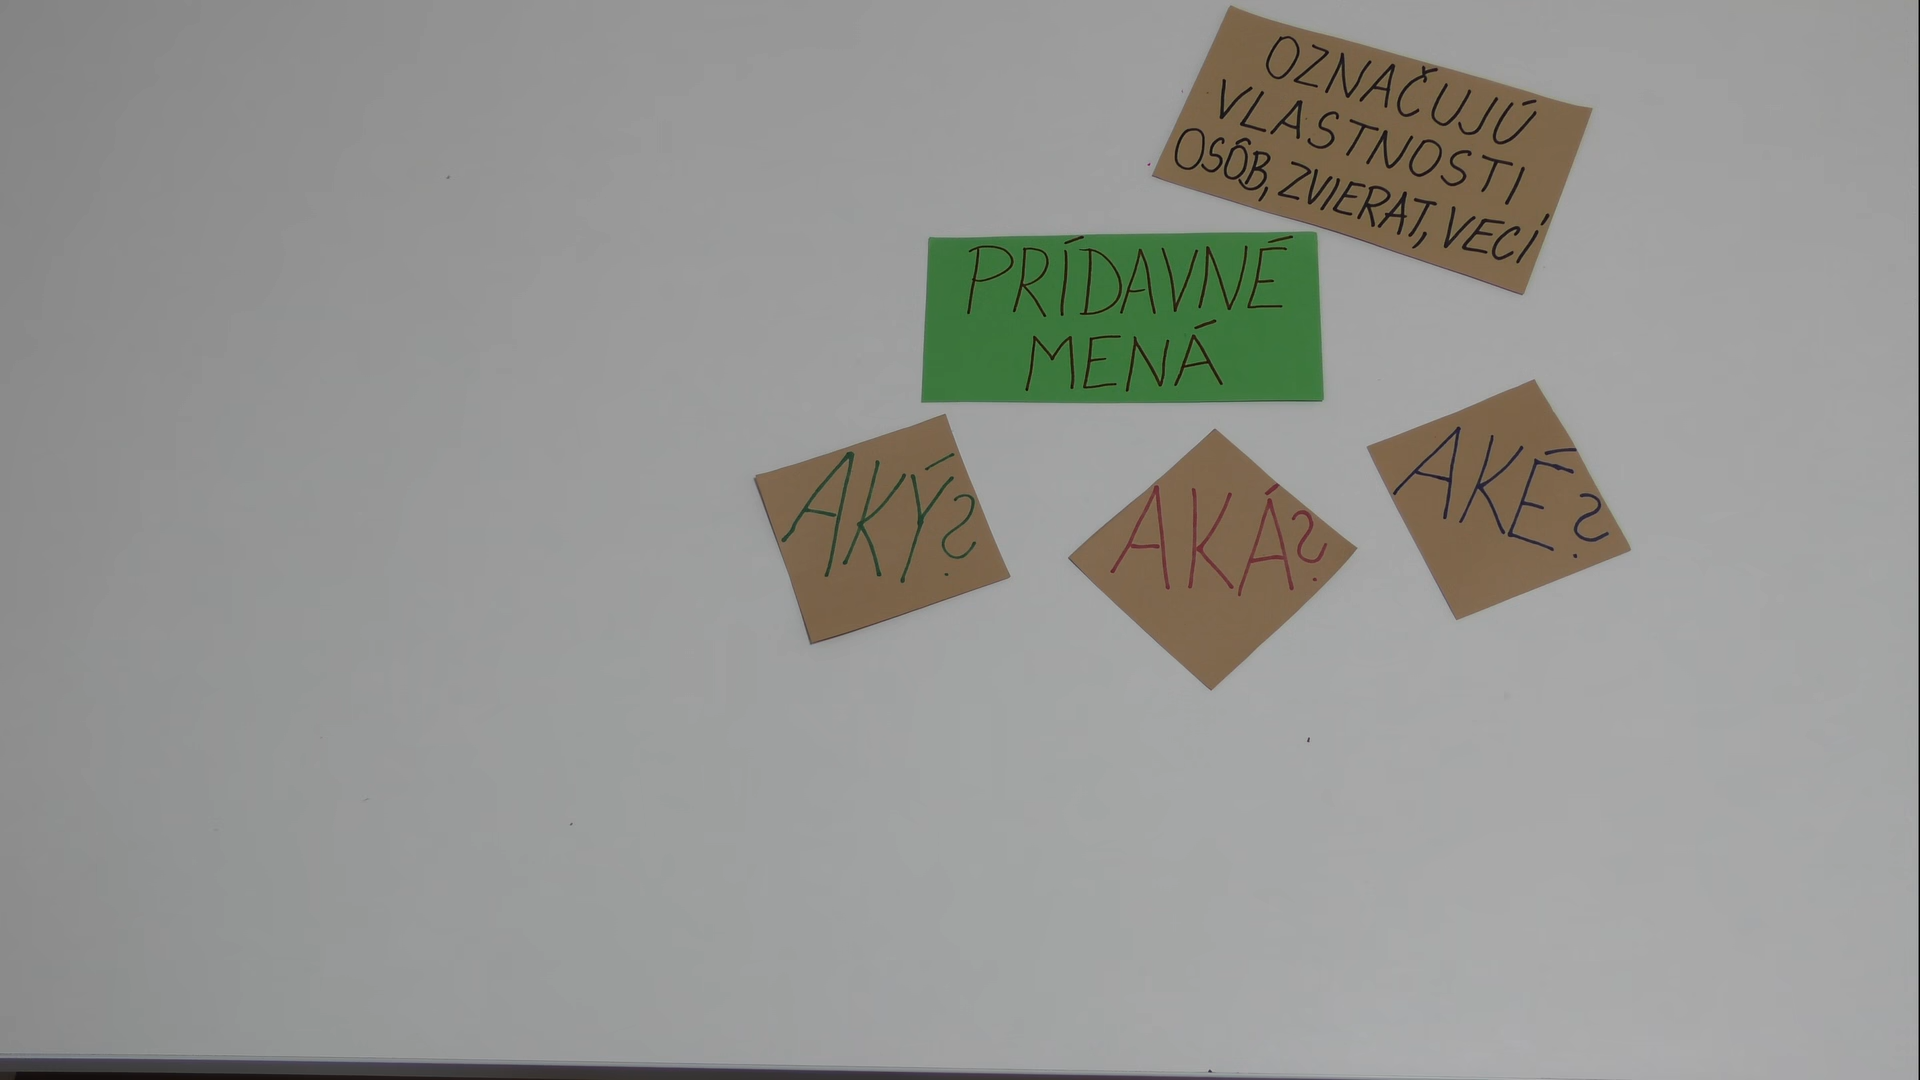 OZNAČUJÚ
VLASTNOSTI
OSÔB, ZVIERAT, VECÍ
PRÍDAVNÉ
MENÁ
AKÝ?
AKÁ?
AKÉ?